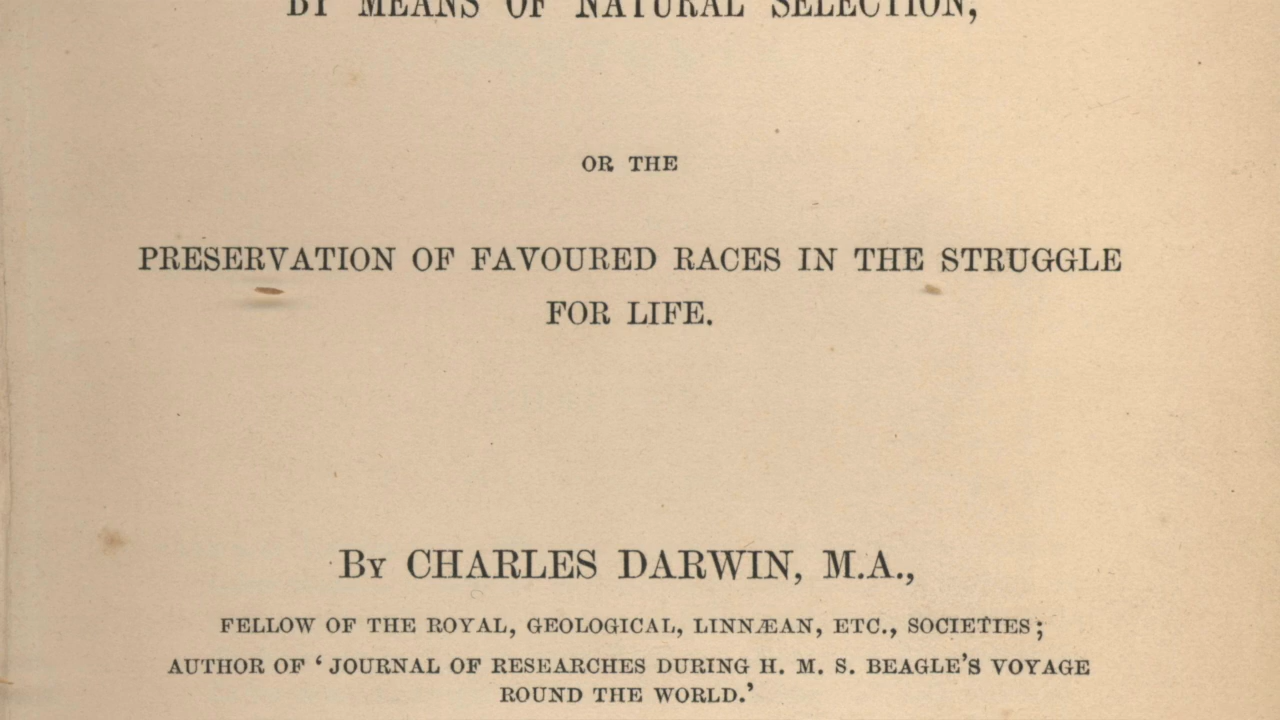 BY MEANS OF NATURAL SELECTION,
OR THE
PRESERVATION OF FAVOURED RACES IN THE STRUGGLE
FOR LIFE.
By CHARLES DARWIN, M.A.,
FELLOW OF THE ROYAL, GEOLOGICAL, LINNÆAN, ETC., SOCIETIES;
AUTHOR OF ‘JOURNAL OF RESEARCHES DURING H. M. S. BEAGLE’S VOYAGE
ROUND THE WORLD.’